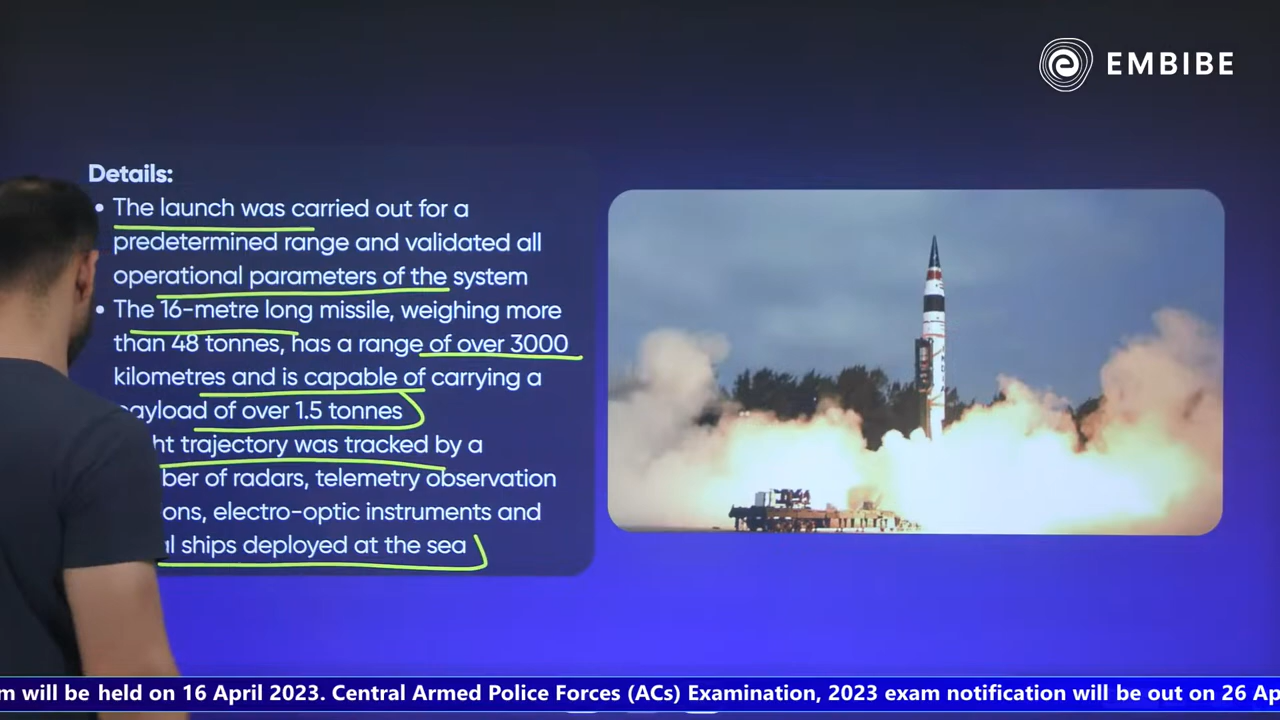 EMBIBE
Details:
• The launch was carried out for a
predetermined range and validated all
operational parameters of the system
• The 16-metre long missile, weighing more
than 48 tonnes, has a range of over 3000
kilometres and is capable of carrying a
ayload of over 1.5 tonnes
ht trajectory was tracked by a
ber of radars, telemetry observation
ons, electro-optic instruments and
l ships deployed at the sea
m will be held on 16 April 2023. Central Armed Police Forces (ACs) Examination, 2023 exam notification will be out on 26 Ap